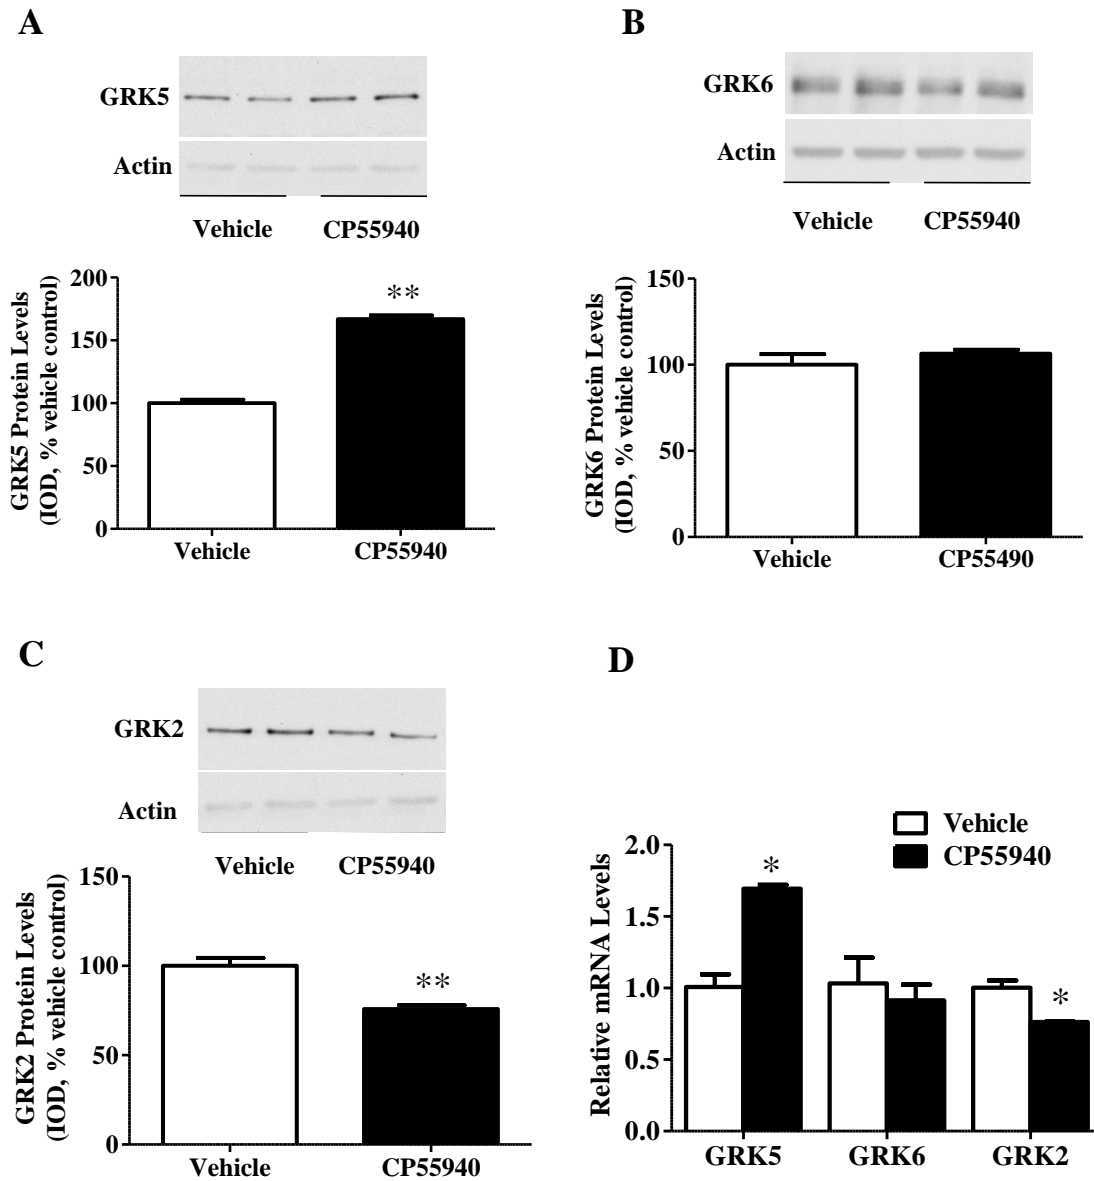 A
GRK5
Actin
Vehicle CP55940
GRK5 Protein Levels
(IOD, % vehicle control)
200
150
100
50
0
**
Vehicle CP55940
B
GRK6
Actin
Vehicle CP55940
GRK6 Protein Levels
(IOD, % vehicle control)
150
100
50
0
Vehicle CP55490
C
GRK2
Actin
Vehicle CP55940
GRK2 Protein Levels
(IOD, % vehicle control)
150
100
50
0
**
Vehicle CP55940
D
Vehicle
CP55940
Relative mRNA Levels
2.0
1.5
1.0
0.5
0.0
*
*
GRK5 GRK6 GRK2